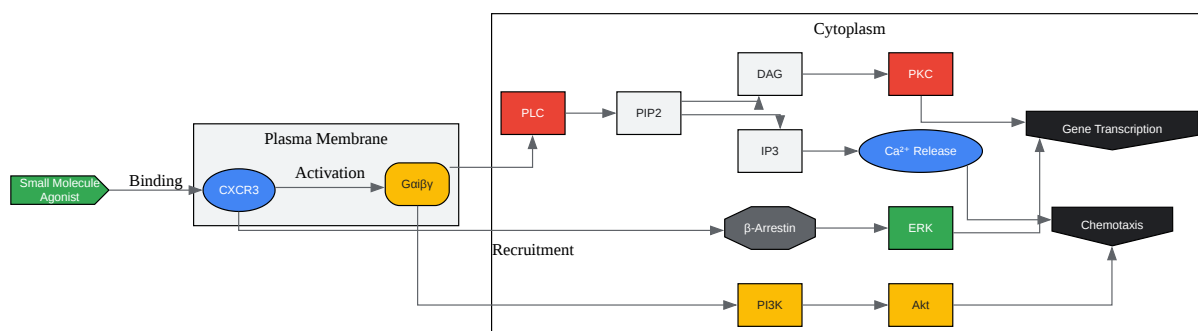 Cytoplasm
DAG
PKC
PLC
PIP2
Gene Transcription
Plasma Membrane
IP3
Ca²⁺ Release
Small Molecule
Agonist
Binding
CXCR3
Activation
Gαiβγ
β-Arrestin
ERK
Chemotaxis
Recruitment
PI3K
Akt